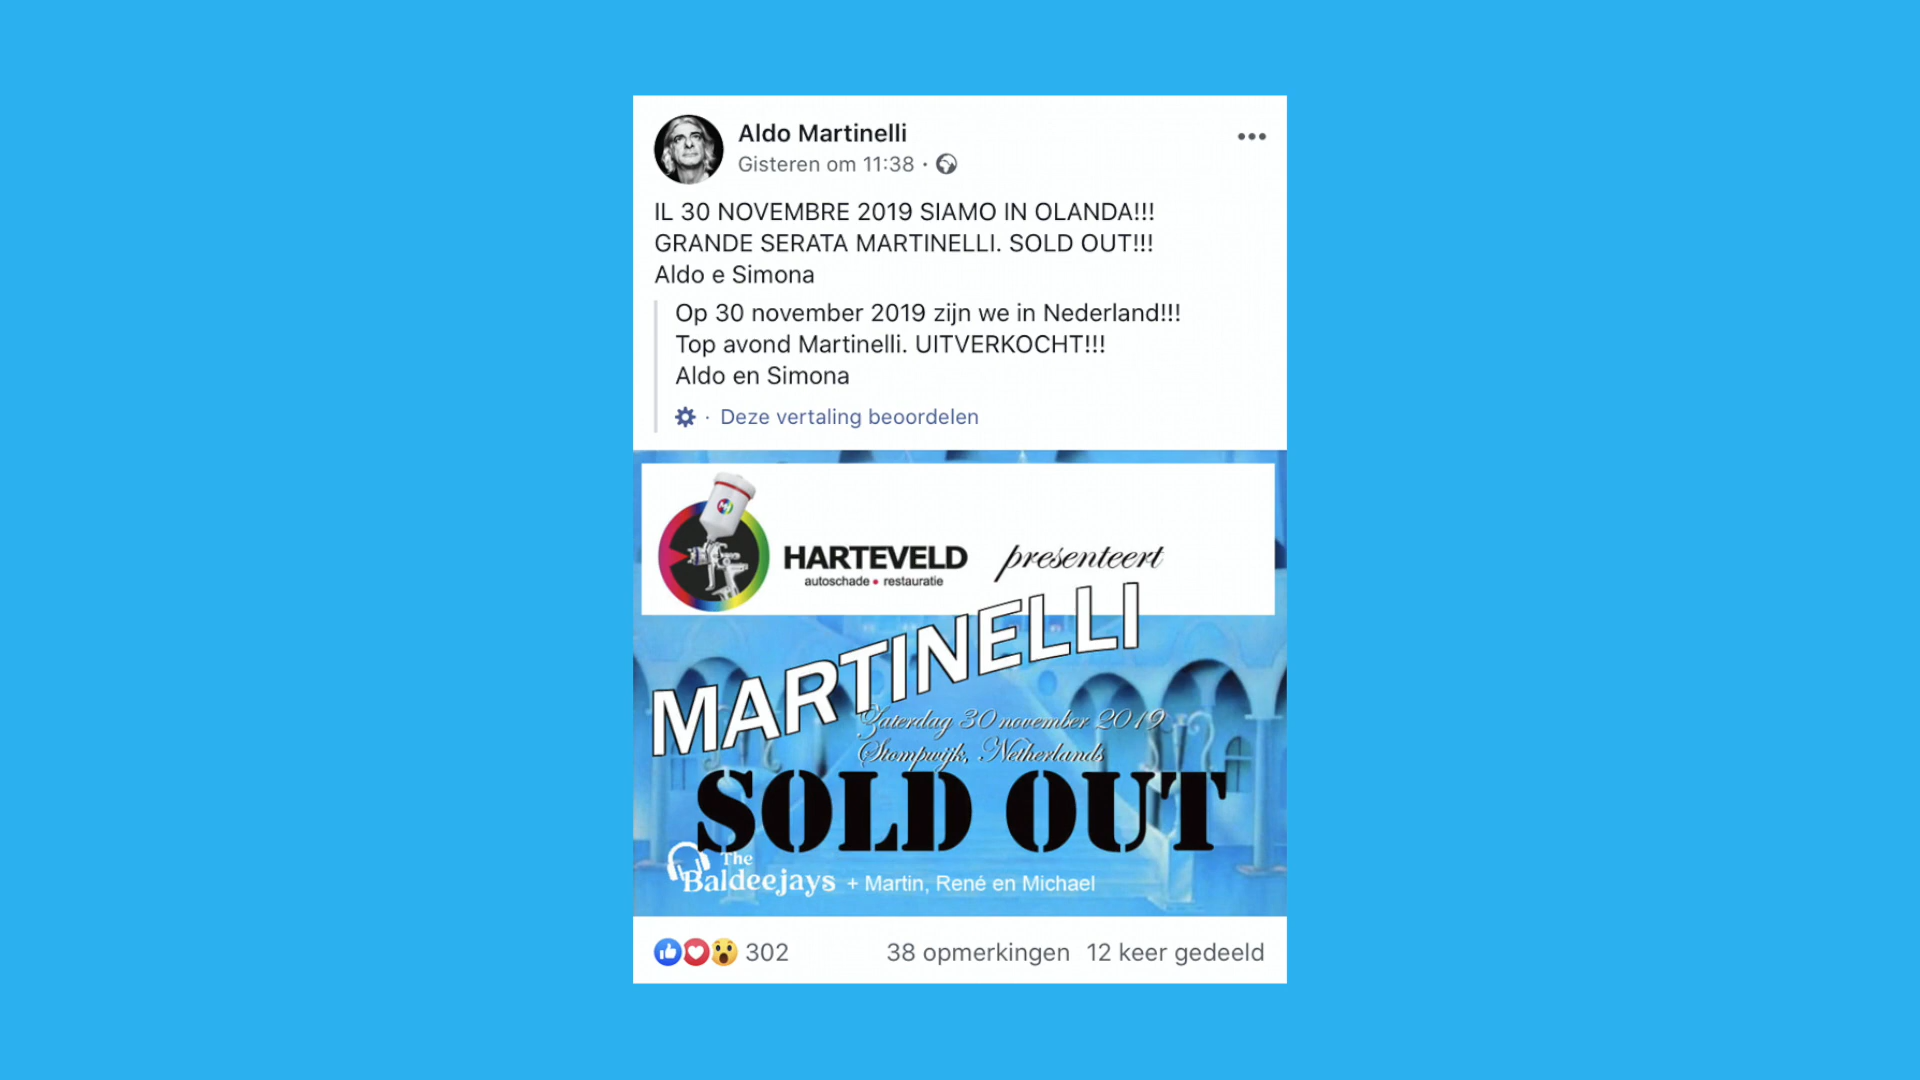 Aldo Martinelli
Gisteren om 11:38 ·
IL 30 NOVEMBRE 2019 SIAMO IN OLANDA!!!
GRANDE SERATA MARTINELLI. SOLD OUT!!!
Aldo e Simona
Op 30 november 2019 zijn we in Nederland!!!
Top avond Martinelli. UITVERKOCHT!!!
Aldo en Simona
· Deze vertaling beoordelen
HARTEVELD presenteert
autoschade • restauratie
MARTINELLI
Zaterdag 30 november 2019
Stompwijk, Netherlands
SOLD OUT
The
Baldeejays + Martin, René en Michael
302 38 opmerkingen 12 keer gedeeld